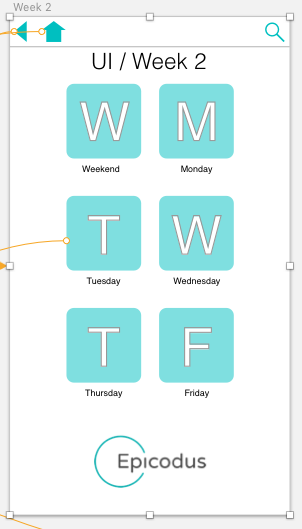 Week 2
UI / Week 2
W M
Weekend Monday
T W
Tuesday Wednesday
T F
Thursday Friday
Epicodus